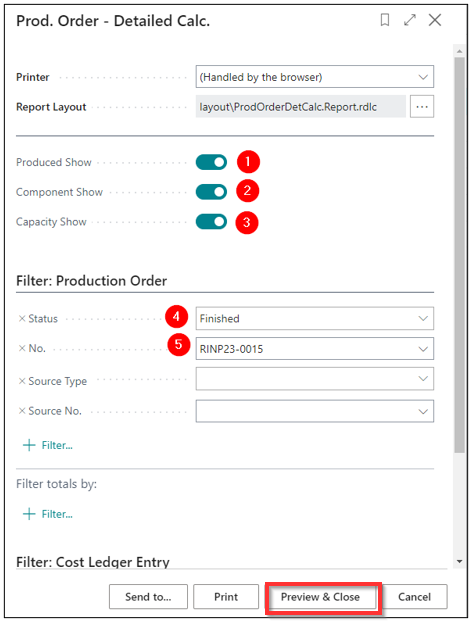 Prod. Order - Detailed Calc.
Printer (Handled by the browser)
Report Layout layout\ProdOrderDetCalc.Report.rdlc ...
Produced Show 1
Component Show 2
Capacity Show 3
Filter: Production Order
× Status 4 Finished
× No. 5 RINP23-0015
× Source Type
× Source No.
+ Filter...
Filter totals by:
+ Filter...
Filter: Cost Ledger Entry
Send to... Print Preview & Close Cancel